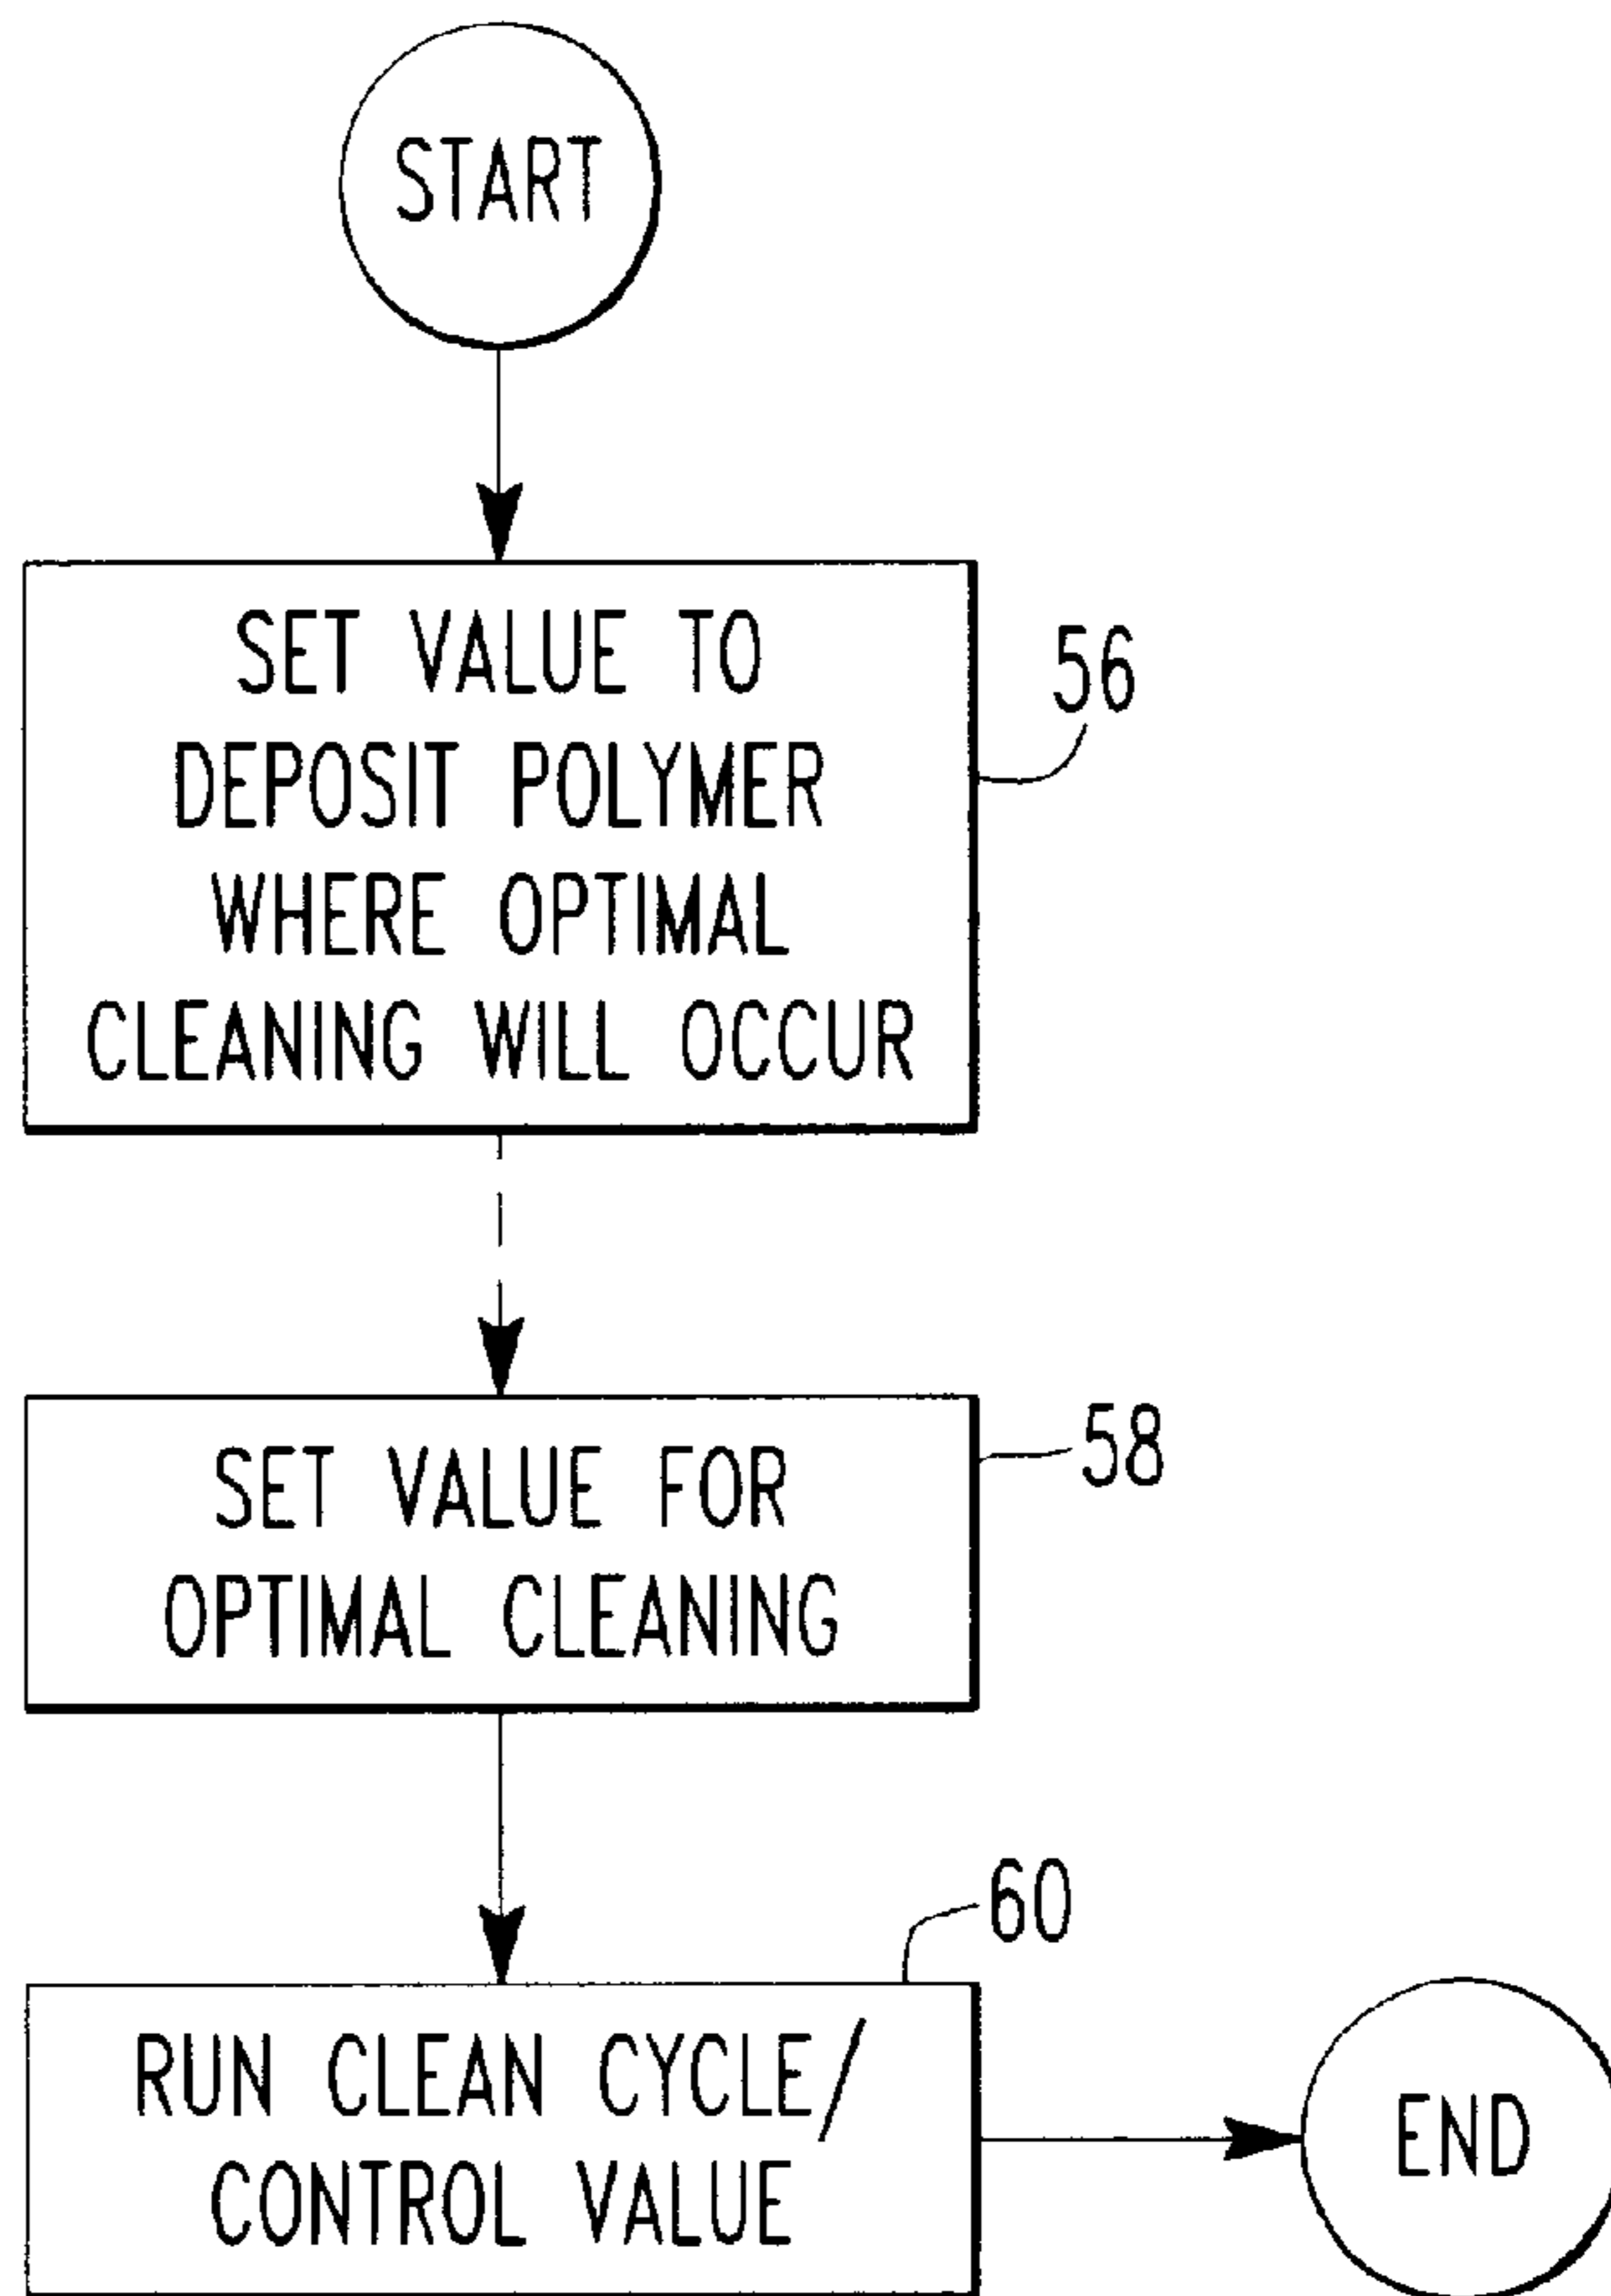 START
SET VALUE TO
DEPOSIT POLYMER
WHERE OPTIMAL
CLEANING WILL OCCUR
56
SET VALUE FOR
OPTIMAL CLEANING
58
60
RUN CLEAN CYCLE/
CONTROL VALUE
END